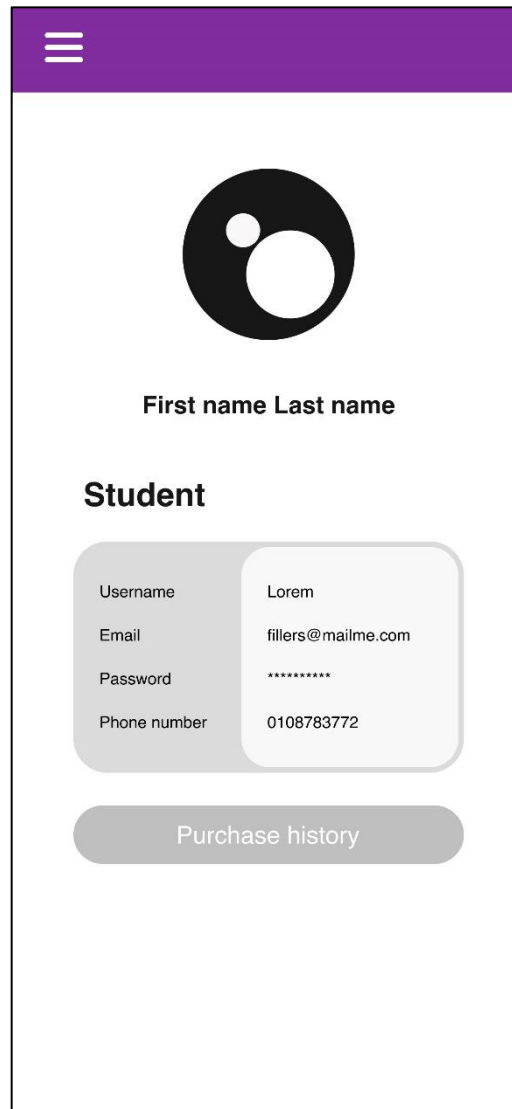 First name Last name
Student
Username Lorem
Email fillers@mailme.com
Password **********
Phone number 0108783772
Purchase history